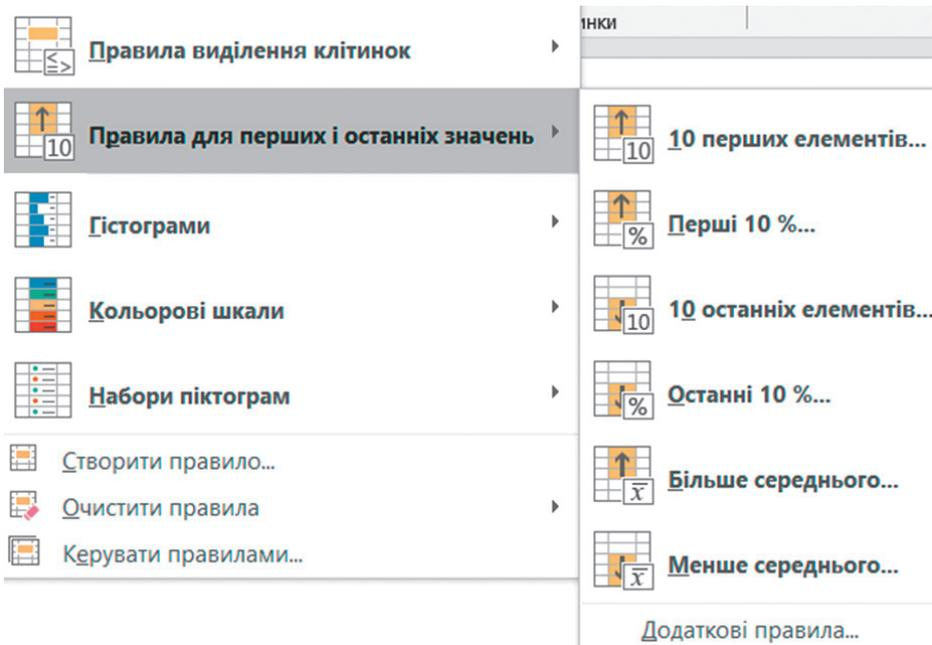 инки
Правила виділення клітинок
Правила для перших і останніх значень
Гістограми
Кольорові шкали
Набори піктограм
Створити правило...
Очистити правила
Керувати правилами...
10 перших елементів...
Перші 10 %...
10 останніх елементів...
Останні 10 %...
Більше середнього...
Менше середнього...
Додаткові правила...